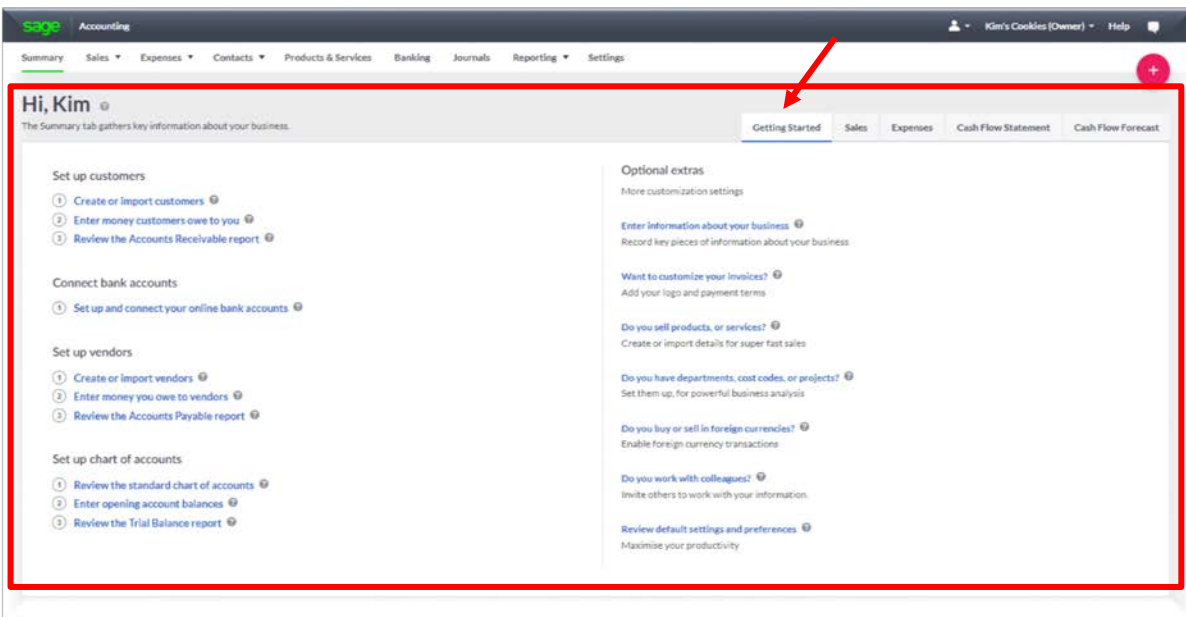 sage Accounting Kim's Cookies (Owner) Help
Summary Sales Expenses Contacts Products & Services Banking Journals Reporting Settings
+
Hi, Kim ?
The Summary tab gathers key information about your business.
Getting Started Sales Expenses Cash Flow Statement Cash Flow Forecast
Set up customers
1 Create or import customers ?
2 Enter money customers owe to you ?
3 Review the Accounts Receivable report ?
Connect bank accounts
1 Set up and connect your online bank accounts ?
Set up vendors
1 Create or import vendors ?
2 Enter money you owe to vendors ?
3 Review the Accounts Payable report ?
Set up chart of accounts
1 Review the standard chart of accounts ?
2 Enter opening account balances ?
3 Review the Trial Balance report ?
Optional extras
More customization settings
Enter information about your business ?
Record key pieces of information about your business
Want to customize your invoices? ?
Add your logo and payment terms
Do you sell products, or services? ?
Create or import details for super fast sales
Do you have departments, cost codes, or projects? ?
Set them up, for powerful business analysis
Do you buy or sell in foreign currencies? ?
Enable foreign currency transactions
Do you work with colleagues? ?
Invite others to work with your information.
Review default settings and preferences ?
Maximise your productivity